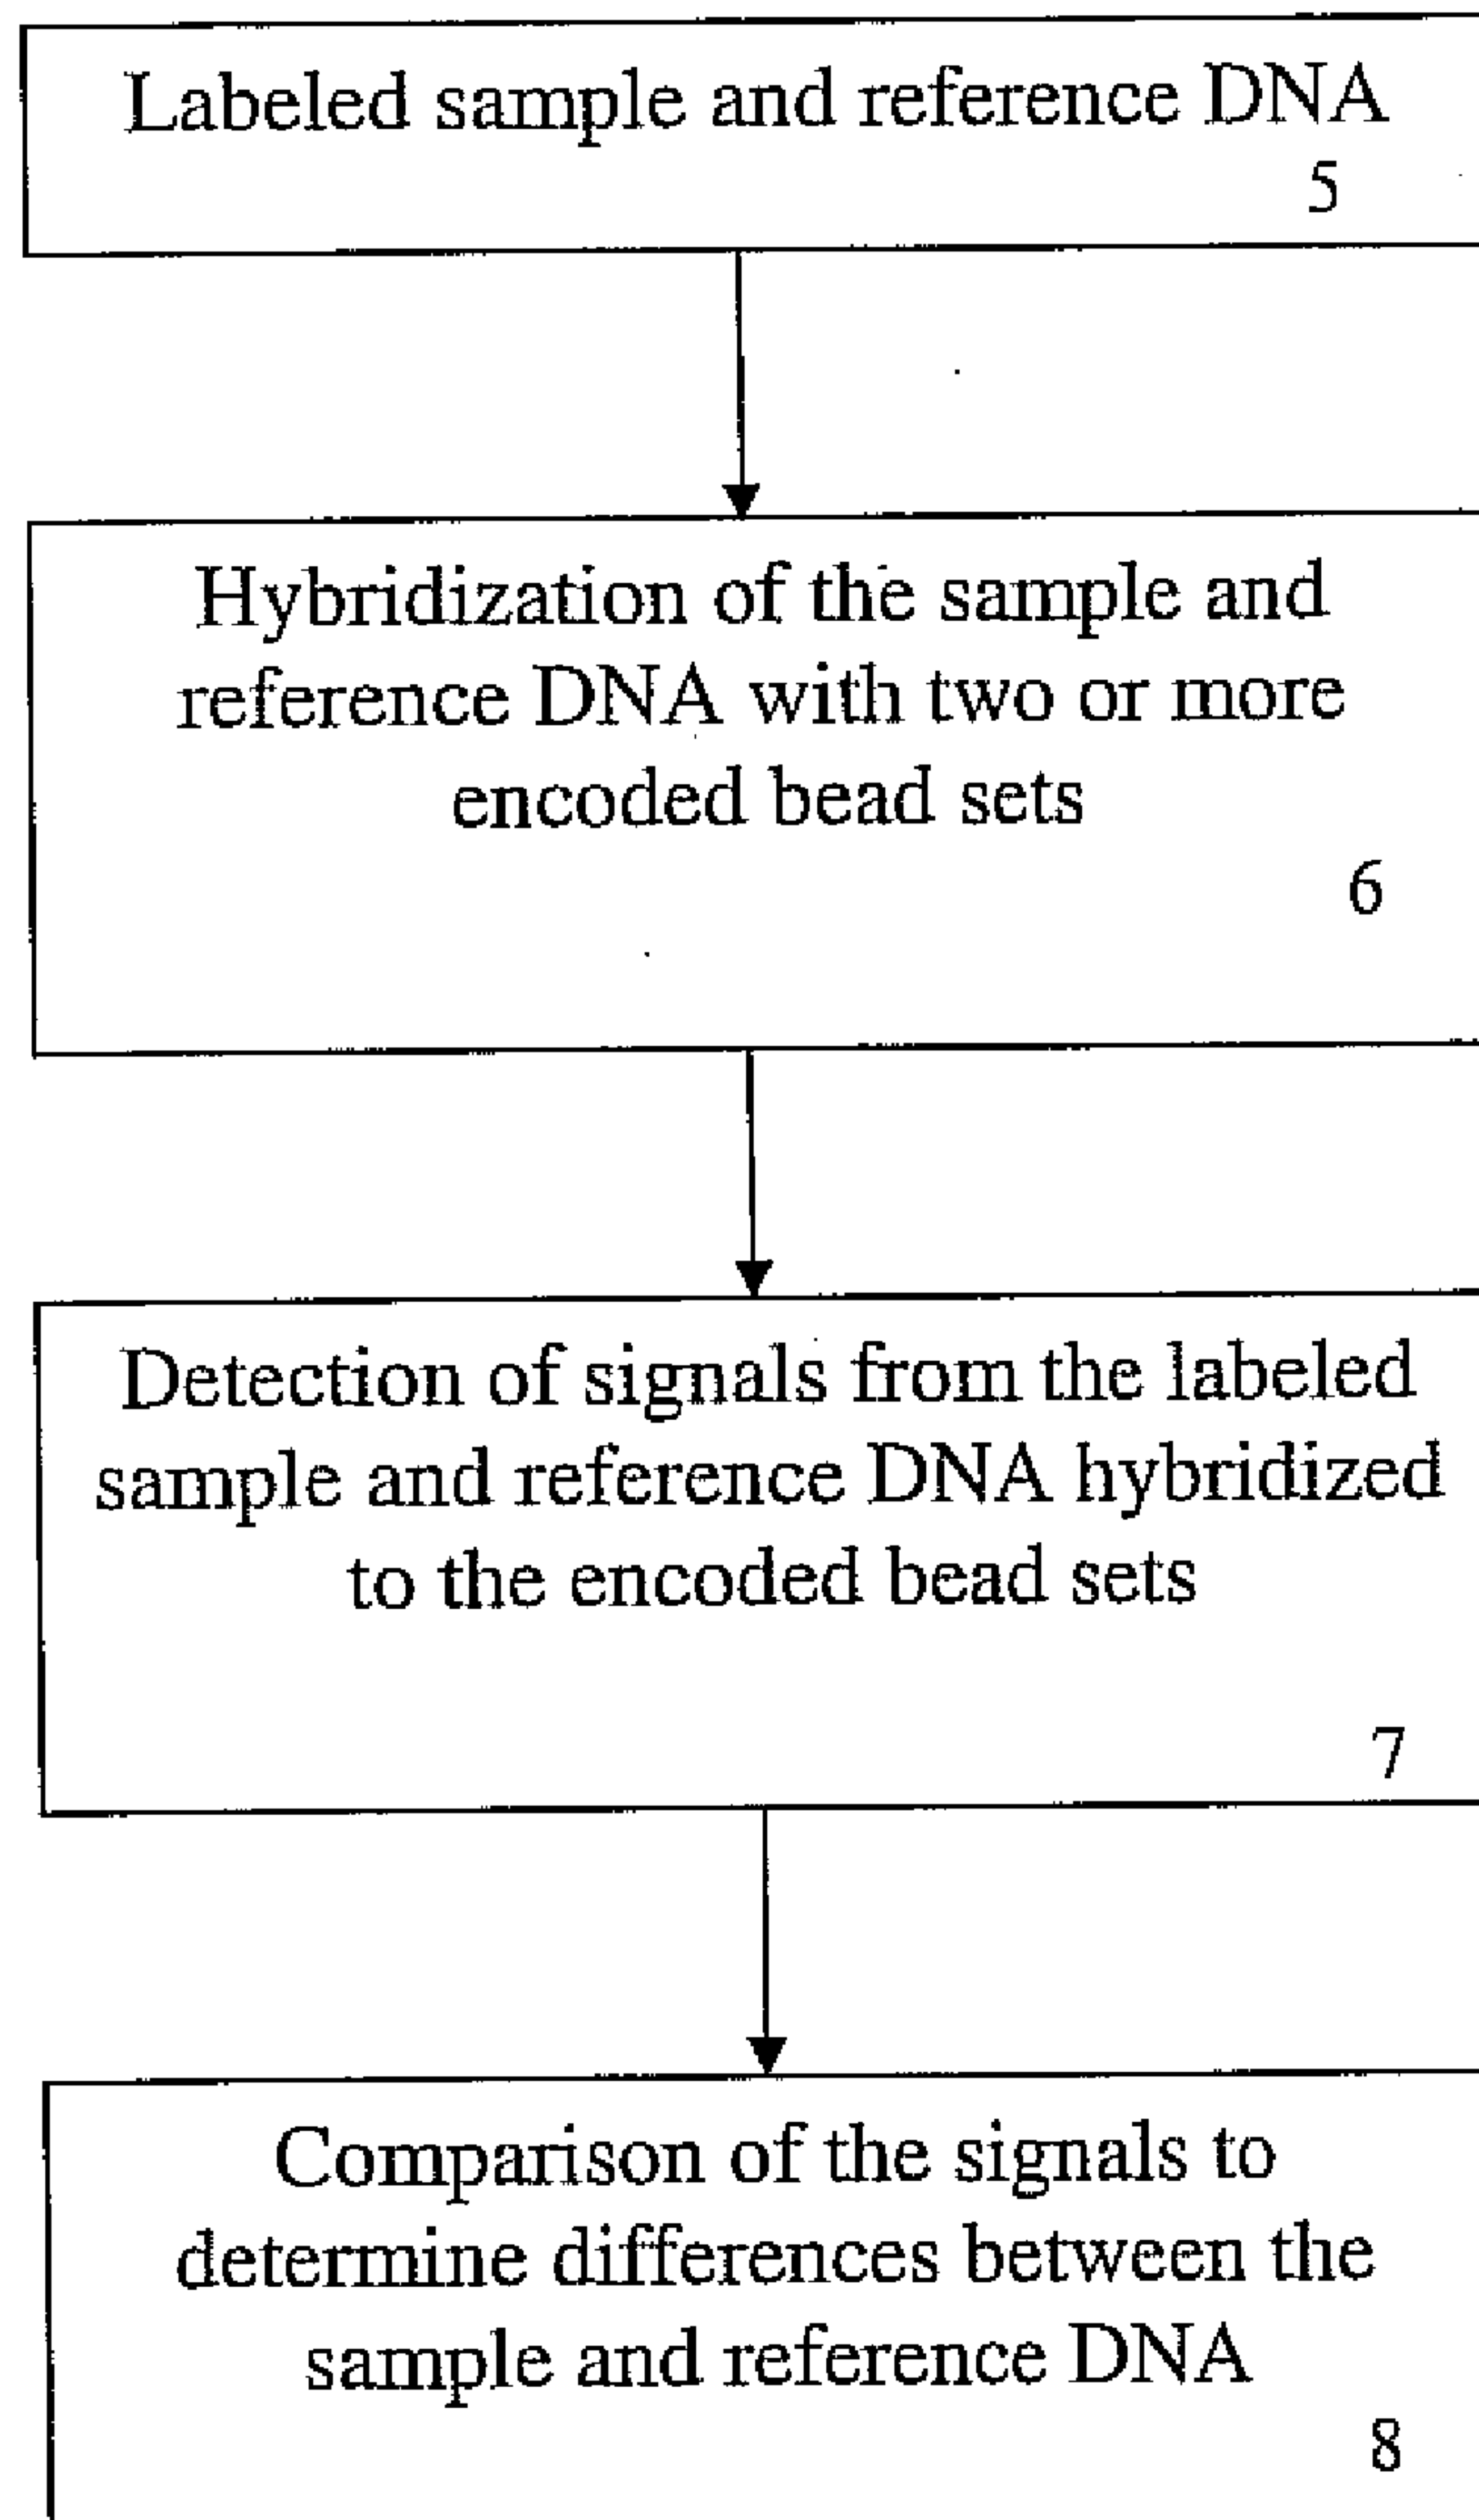 Labeled sample and reference DNA
5
Hybridization of the sample and
reference DNA with two or more
encoded bead sets
6
Detection of signals from the labeled
sample and reference DNA hybridized
to the encoded bead sets
7
Comparison of the signals to
determine differences between the
sample and reference DNA
8